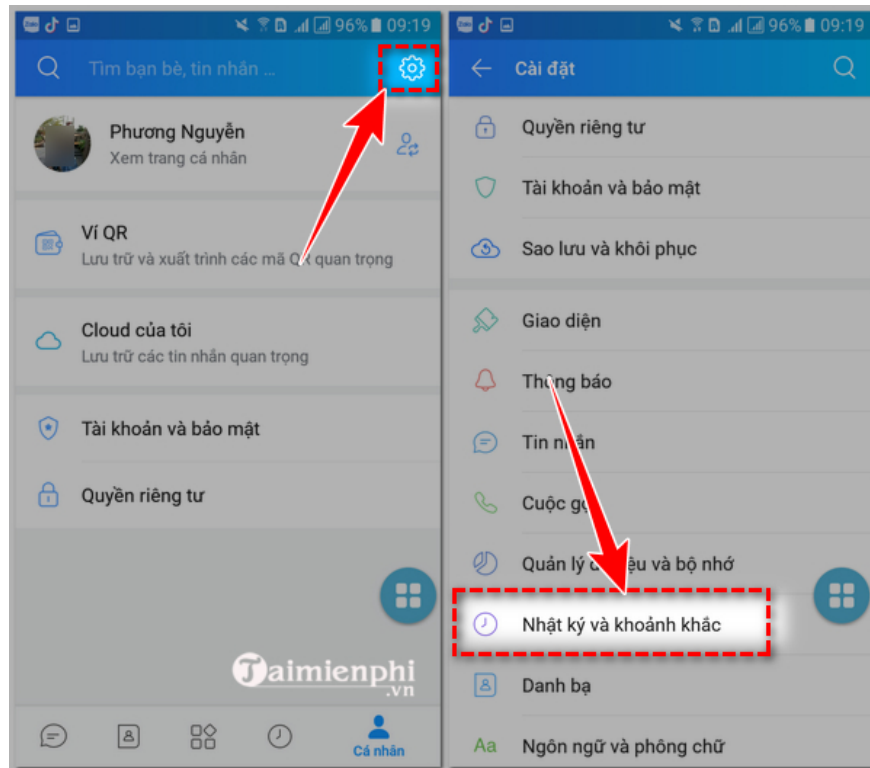 96% 09:19
Tìm bạn bè, tin nhắn ...
Phương Nguyễn
Xem trang cá nhân
Ví QR
Lưu trữ và xuất trình các mã QR quan trọng
Cloud của tôi
Lưu trữ các tin nhắn quan trọng
Tài khoản và bảo mật
Quyền riêng tư
Taimienphi
.vn
Cá nhân
Zalo 96% 09:19
Cài đặt
Quyền riêng tư
Tài khoản và bảo mật
Sao lưu và khôi phục
Giao diện
Thông báo
Tin nhắn
Cuộc gọi
Quản lý dữ liệu và bộ nhớ
Nhật ký và khoảnh khắc
Danh bạ
Aa Ngôn ngữ và phông chữ